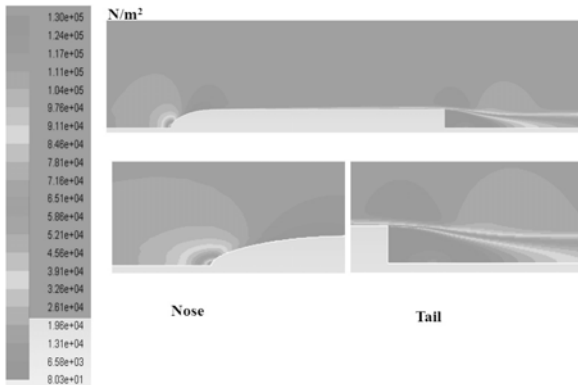 N/m²
1.30e+05
1.24e+05
1.17e+05
1.11e+05
1.04e+05
9.76e+04
9.11e+04
8.46e+04
7.81e+04
7.16e+04
6.51e+04
5.86e+04
5.21e+04
4.56e+04
3.91e+04
3.26e+04
2.61e+04
1.96e+04
1.31e+04
6.58e+03
8.03e+01
Nose
Tail